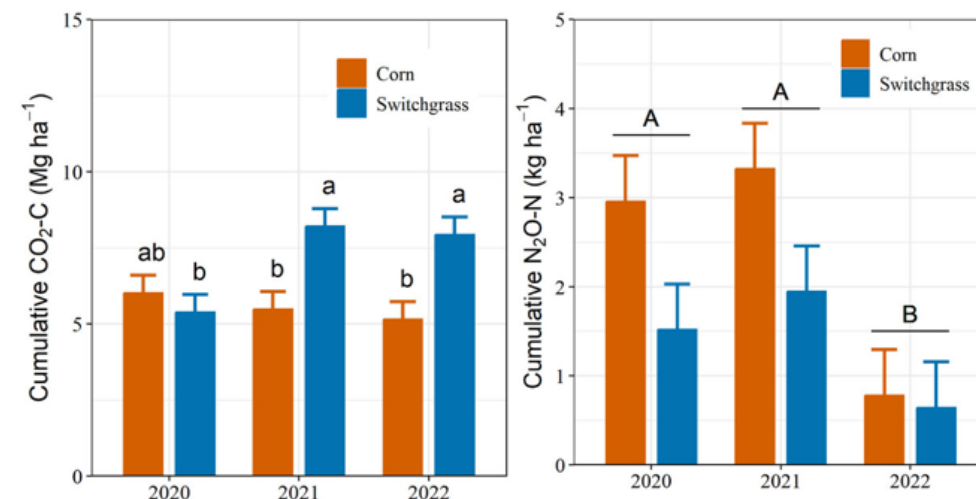 Cumulative CO₂-C (Mg ha⁻¹)
15
10
5
0
Corn
Switchgrass
ab
b
b
a
b
a
2020
2021
2022
Cumulative N₂O-N (kg ha⁻¹)
5
4
3
2
1
0
Corn
Switchgrass
A
A
B
2020
2021
2022